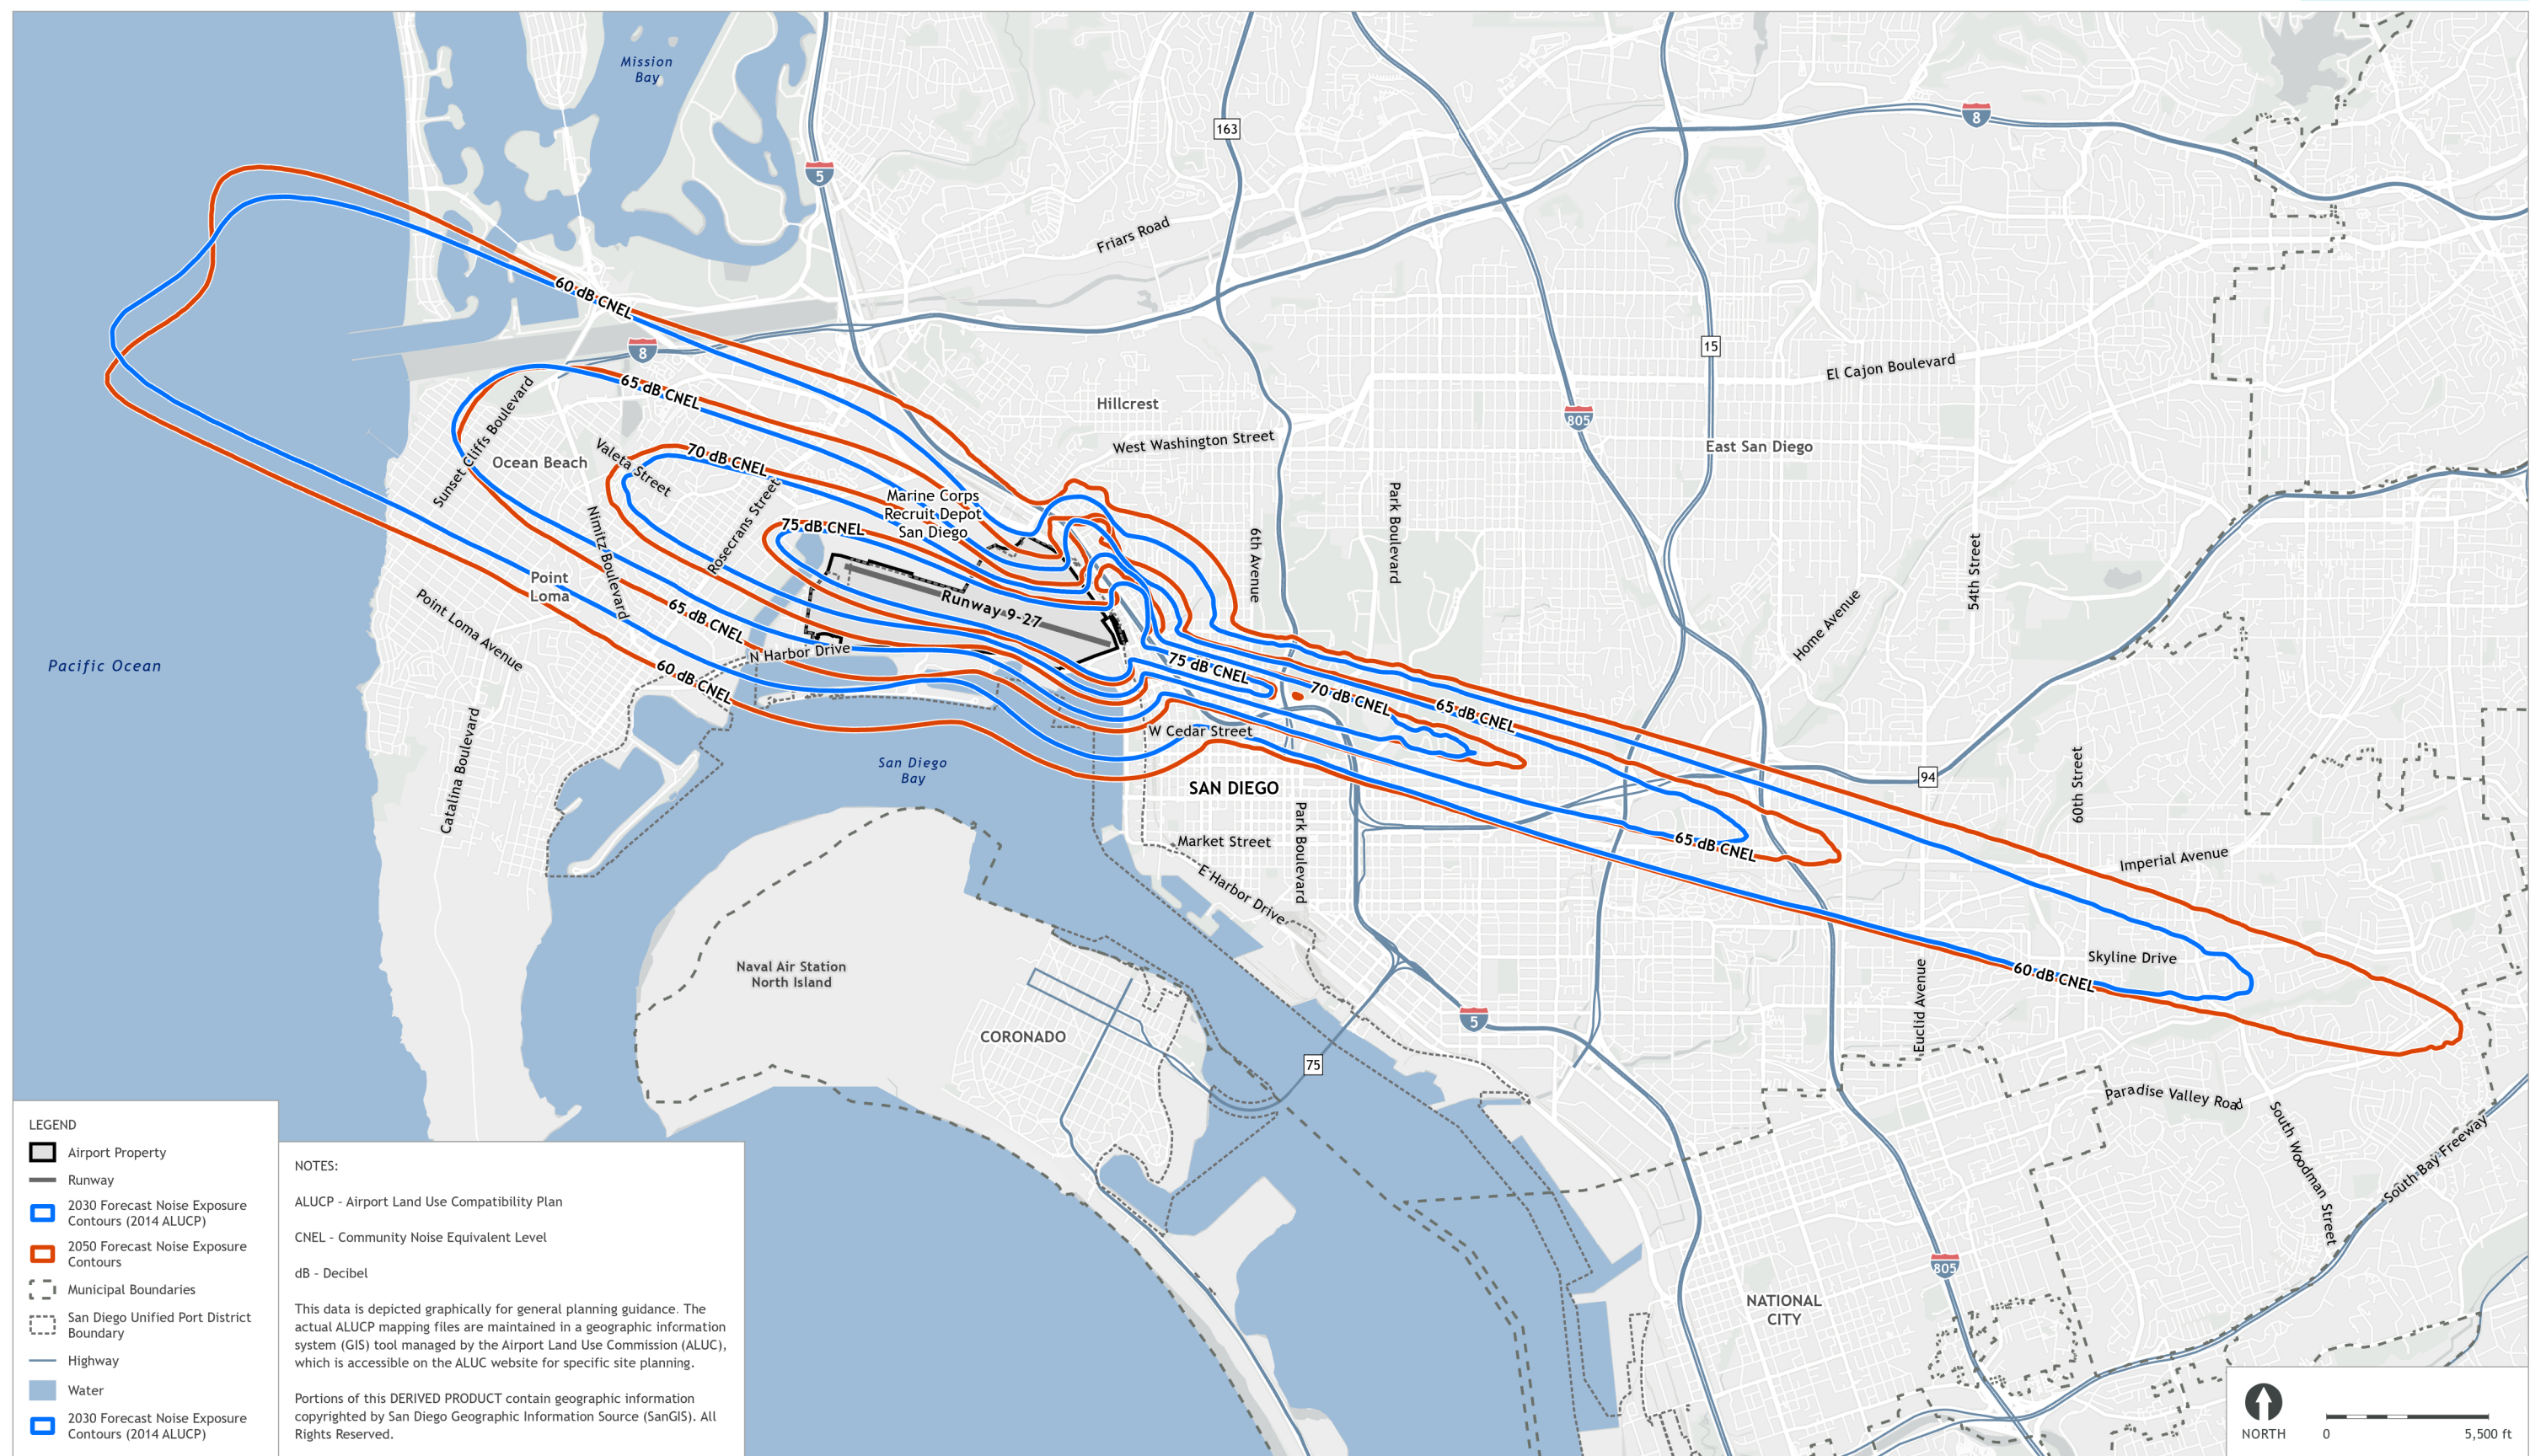 Mission
Bay
163
8
5
Friars Road
60 dB CNEL
15
8
El Cajon Boulevard
65 dB CNEL
Hillcrest
805
Sunset Cliffs Boulevard
West Washington Street
East San Diego
70 dB CNEL
Ocean Beach
Valeta Street
Marine Corps
Recruit Depot
San Diego
Rosecrans Street
75 dB CNEL
Park Boulevard
6th Avenue
54th Street
Nimitz Boulevard
Point
Loma
Runway 9-27
Home Avenue
Point Loma Avenue
65 dB CNEL
N Harbor Drive
Pacific Ocean
60 dB CNEL
75 dB CNEL
70 dB CNEL
65 dB CNEL
W Cedar Street
San Diego
Bay
Catalina Boulevard
SAN DIEGO
94
60th Street
Market Street
Park Boulevard
65 dB CNEL
Imperial Avenue
E Harbor Drive
Skyline Drive
60 dB CNEL
Naval Air Station
North Island
Euclid Avenue
CORONADO
5
75
Paradise Valley Road
South Woodman Street
South Bay Freeway
805
NATIONAL
CITY
LEGEND
Airport Property
Runway
2030 Forecast Noise Exposure
Contours (2014 ALUCP)
2050 Forecast Noise Exposure
Contours
Municipal Boundaries
San Diego Unified Port District
Boundary
Highway
Water
2030 Forecast Noise Exposure
Contours (2014 ALUCP)
NOTES:
ALUCP - Airport Land Use Compatibility Plan
CNEL - Community Noise Equivalent Level
dB - Decibel
This data is depicted graphically for general planning guidance. The
actual ALUCP mapping files are maintained in a geographic information
system (GIS) tool managed by the Airport Land Use Commission (ALUC),
which is accessible on the ALUC website for specific site planning.
Portions of this DERIVED PRODUCT contain geographic information
copyrighted by San Diego Geographic Information Source (SanGIS). All
Rights Reserved.
NORTH
0
5,500 ft